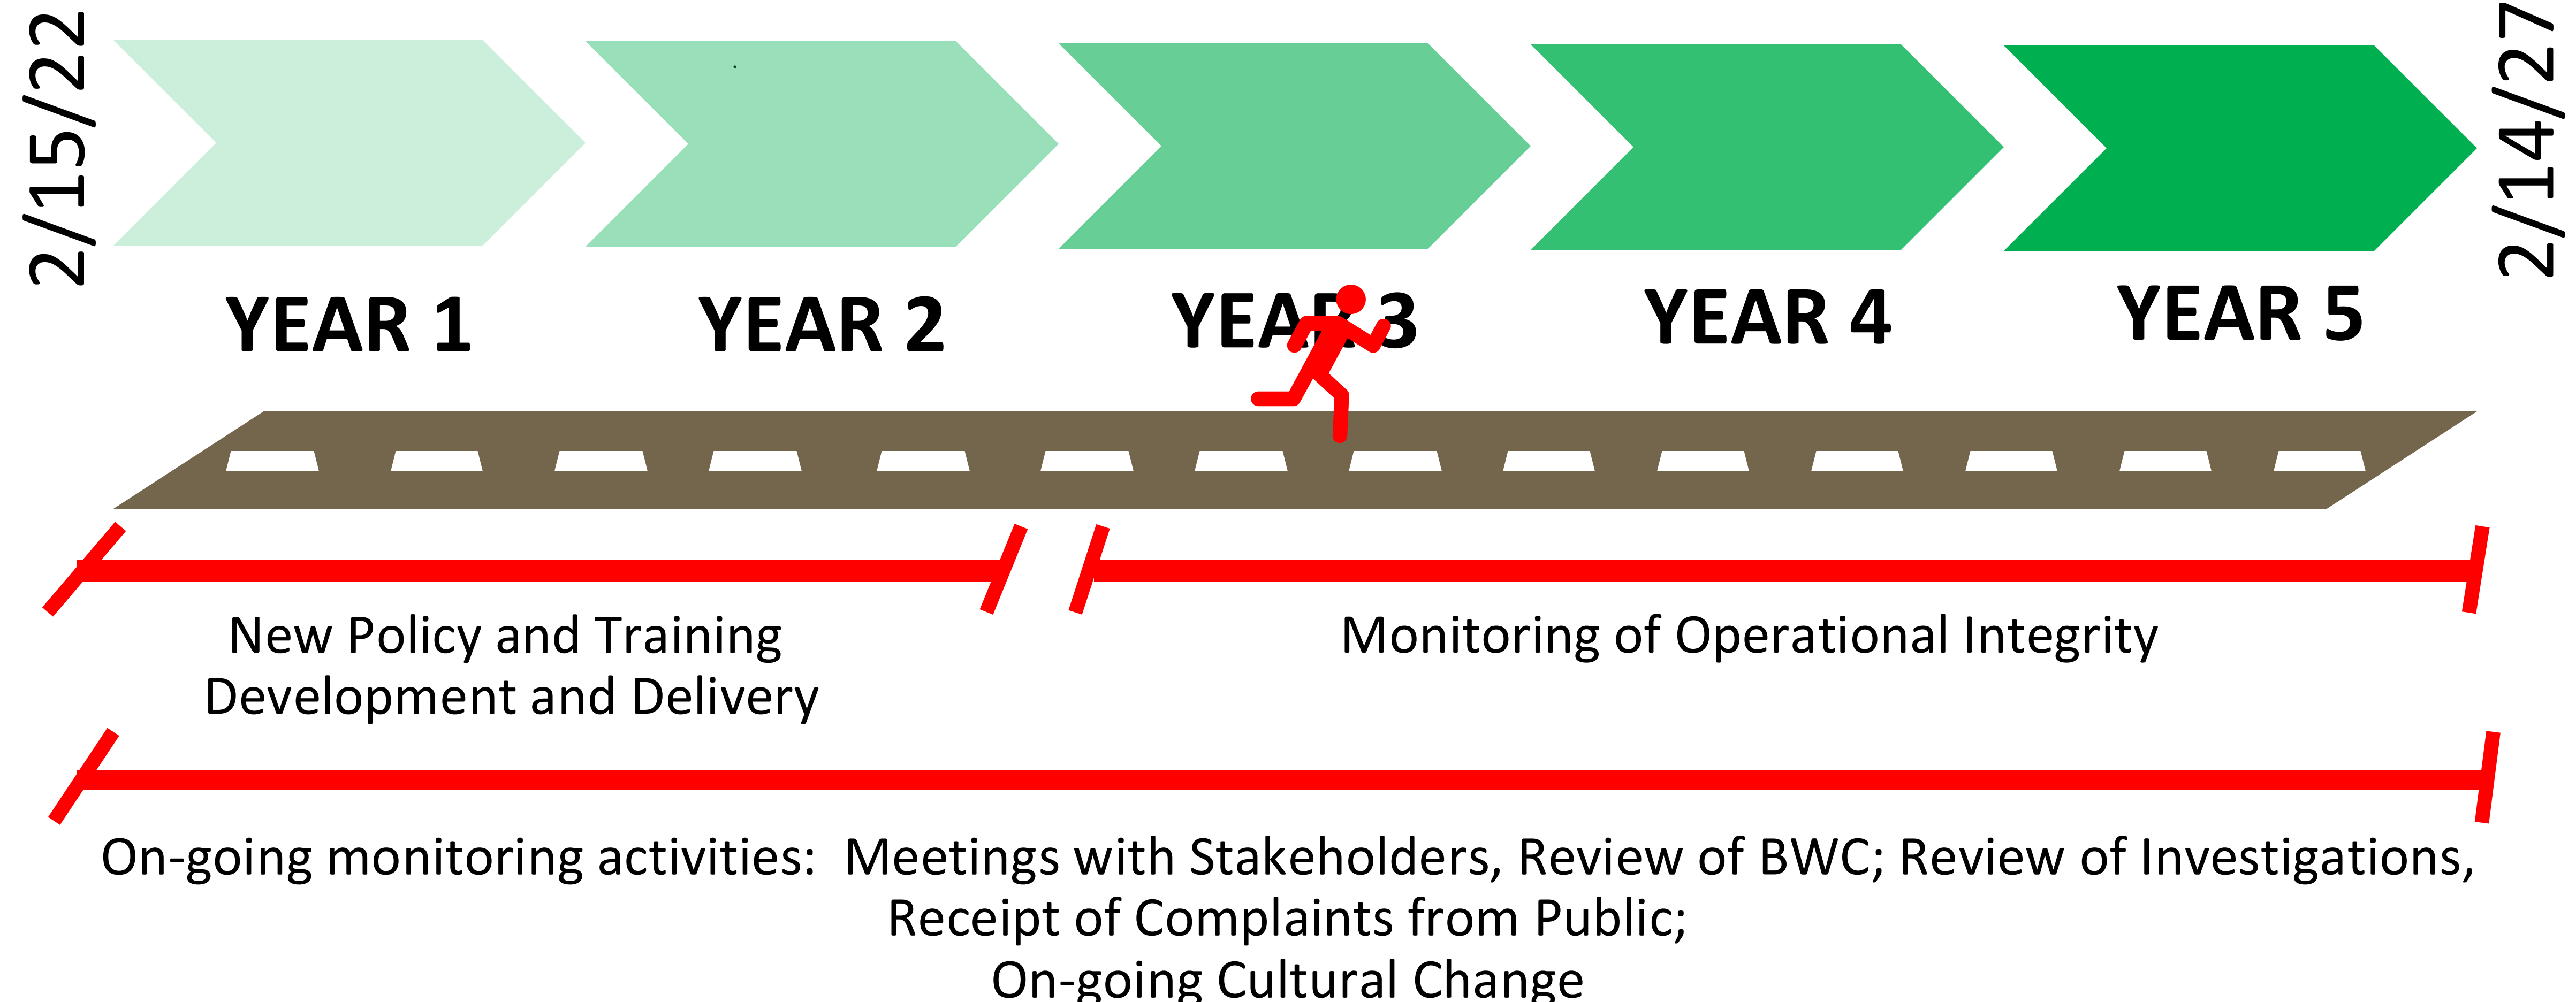 2/15/22
2/14/27
YEAR 1
YEAR 2
YEAR 3
YEAR 4
YEAR 5
New Policy and Training
Development and Delivery
Monitoring of Operational Integrity
On-going monitoring activities:  Meetings with Stakeholders, Review of BWC; Review of Investigations,
Receipt of Complaints from Public;
On-going Cultural Change